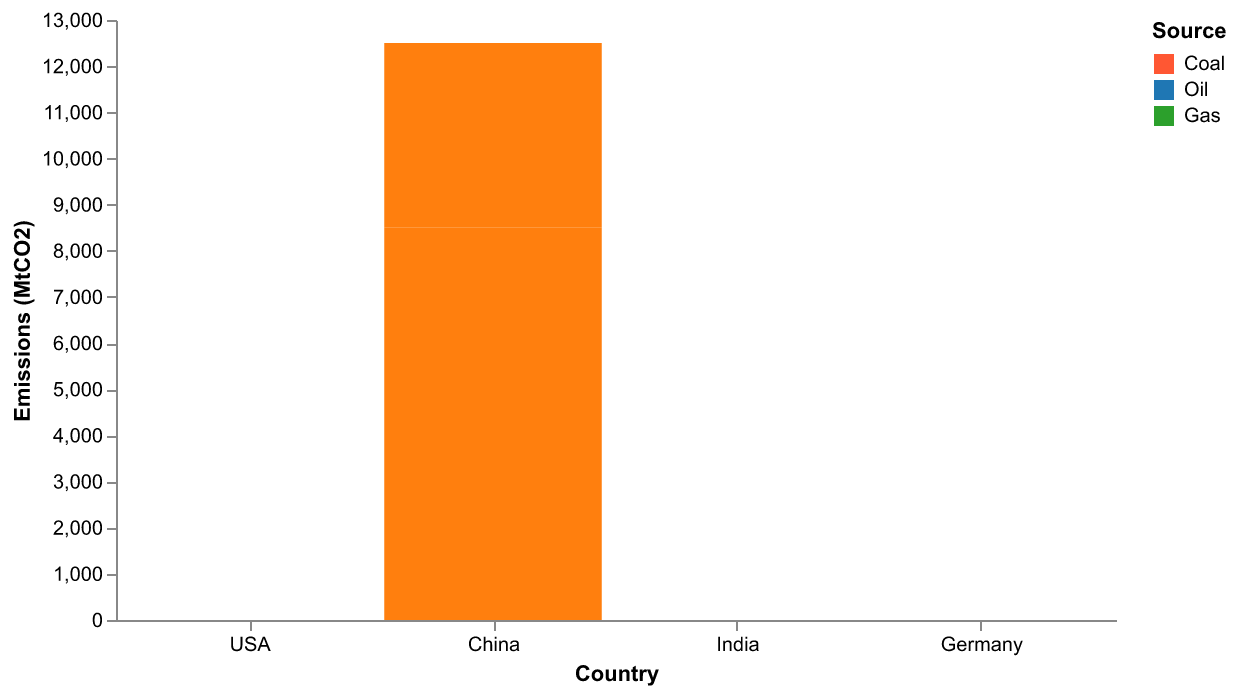 13,000
12,000
11,000
10,000
9,000
8,000
7,000
6,000
5,000
4,000
3,000
2,000
1,000
0
Emissions (MtCO2)
USA China India Germany
Country
Source
Coal
Oil
Gas